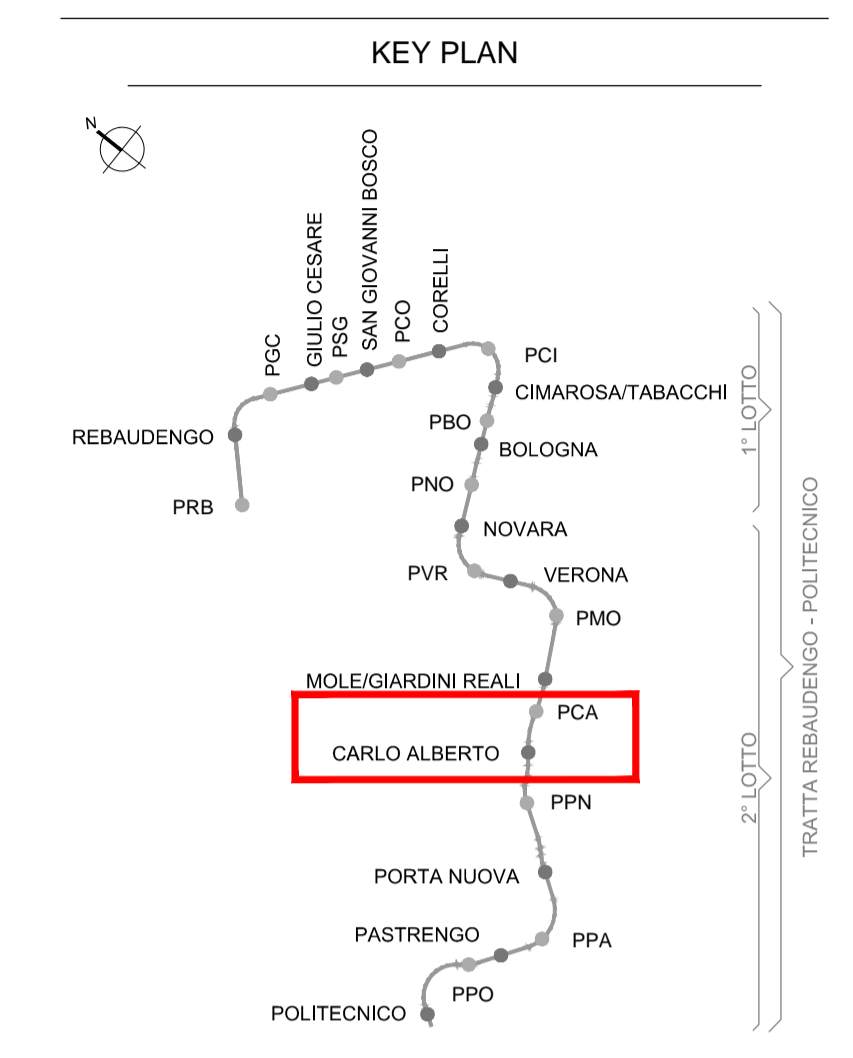 KEY PLAN
N
PGC
GIULIO CESARE
PSG
SAN GIOVANNI BOSCO
PCO
CORELLI
PCI
CIMAROSA/TABACCHI
PBO
REBAUDENGO
BOLOGNA
PNO
PRB
NOVARA
PVR
VERONA
PMO
MOLE/GIARDINI REALI
PCA
CARLO ALBERTO
PPN
PORTA NUOVA
PASTRENGO
PPA
PPO
POLITECNICO
1° LOTTO
2° LOTTO
TRATTA REBAUDENGO - POLITECNICO